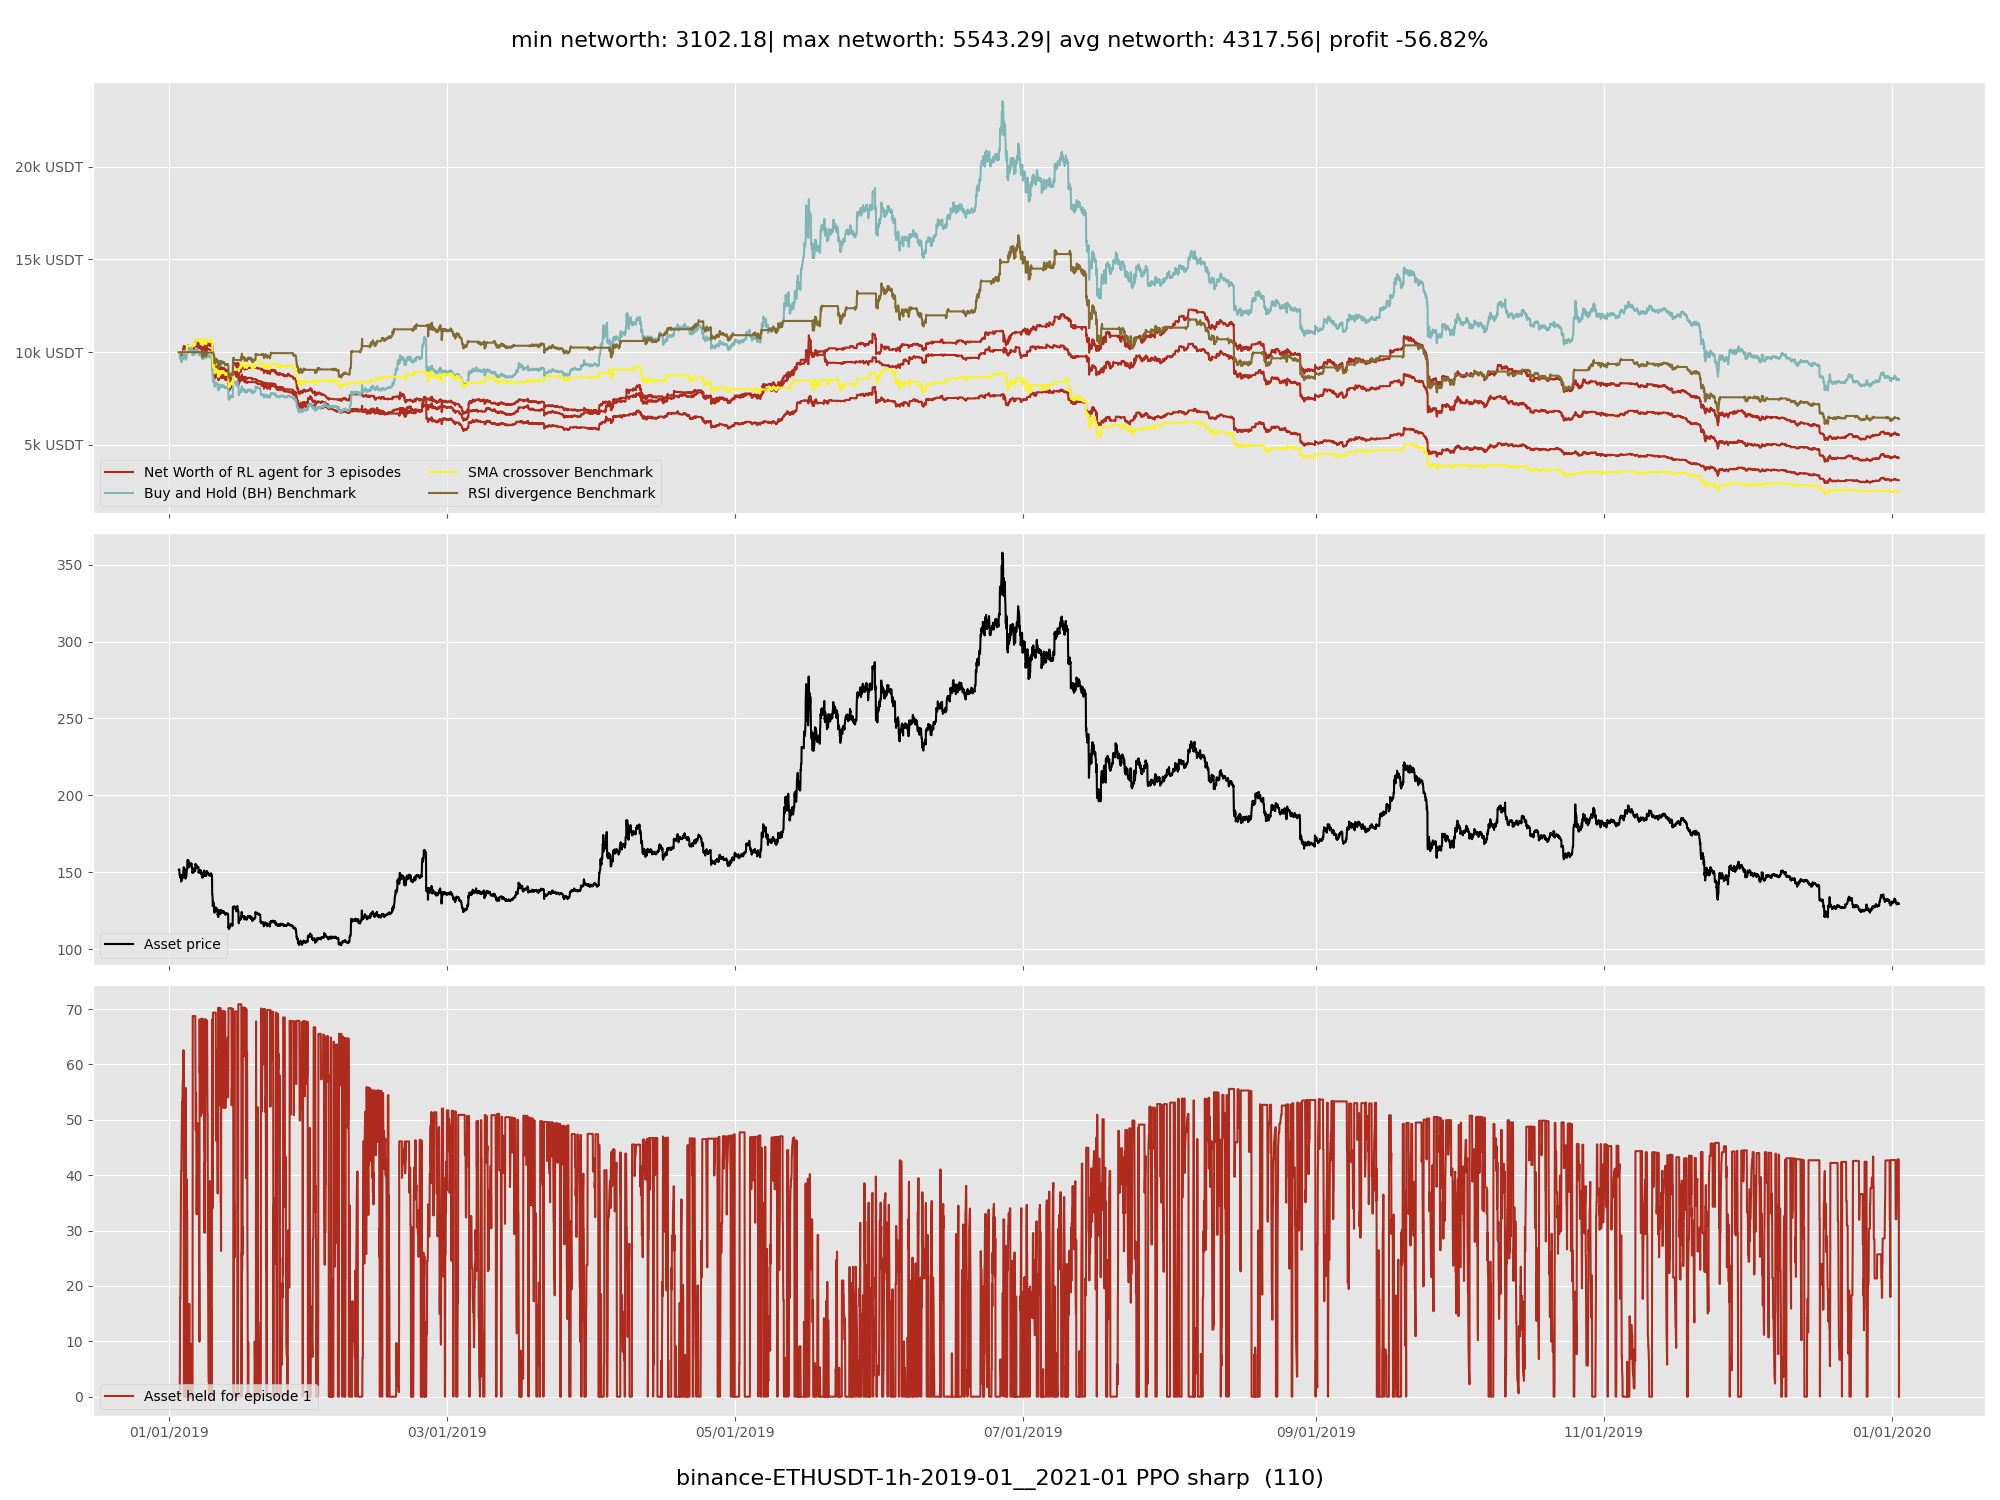 min networth: 3102.18| max networth: 5543.29| avg networth: 4317.56| profit -56.82%
20k USDT
15k USDT
10k USDT
5k USDT
Net Worth of RL agent for 3 episodes
Buy and Hold (BH) Benchmark
SMA crossover Benchmark
RSI divergence Benchmark
350
300
250
200
150
100
Asset price
70
60
50
40
30
20
10
0
Asset held for episode 1
01/01/2019 03/01/2019 05/01/2019 07/01/2019 09/01/2019 11/01/2019 01/01/2020
binance-ETHUSDT-1h-2019-01__2021-01 PPO sharp (110)